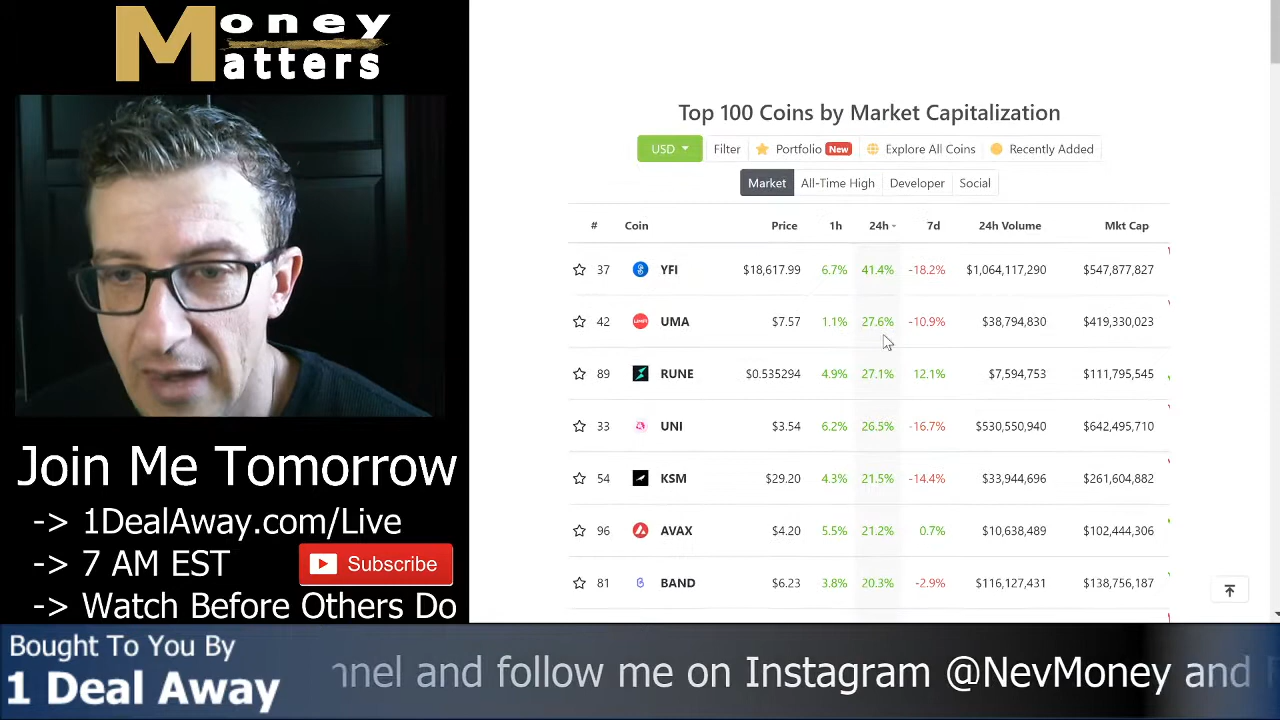 Money
Matters
Join Me Tomorrow
-> 1DealAway.com/Live
-> 7 AM EST
Subscribe
-> Watch Before Others Do
Top 100 Coins by Market Capitalization
USD Filter Portfolio New Explore All Coins Recently Added
Market All-Time High Developer Social
# Coin Price 1h 24h 7d 24h Volume Mkt Cap
37 YFI $18,617.99 6.7% 41.4% -18.2% $1,064,117,290 $547,877,827
42 UMA $7.57 1.1% 27.6% -10.9% $38,794,830 $419,330,023
89 RUNE $0.535294 4.9% 27.1% 12.1% $7,594,753 $111,795,545
33 UNI $3.54 6.2% 26.5% -16.7% $530,550,940 $642,495,710
54 KSM $29.20 4.3% 21.5% -14.4% $33,944,696 $261,604,882
96 AVAX $4.20 5.5% 21.2% 0.7% $10,638,489 $102,444,306
81 BAND $6.23 3.8% 20.3% -2.9% $116,127,431 $138,756,187
Bought To You By
1 Deal Away
nnel and follow me on Instagram @NevMoney and